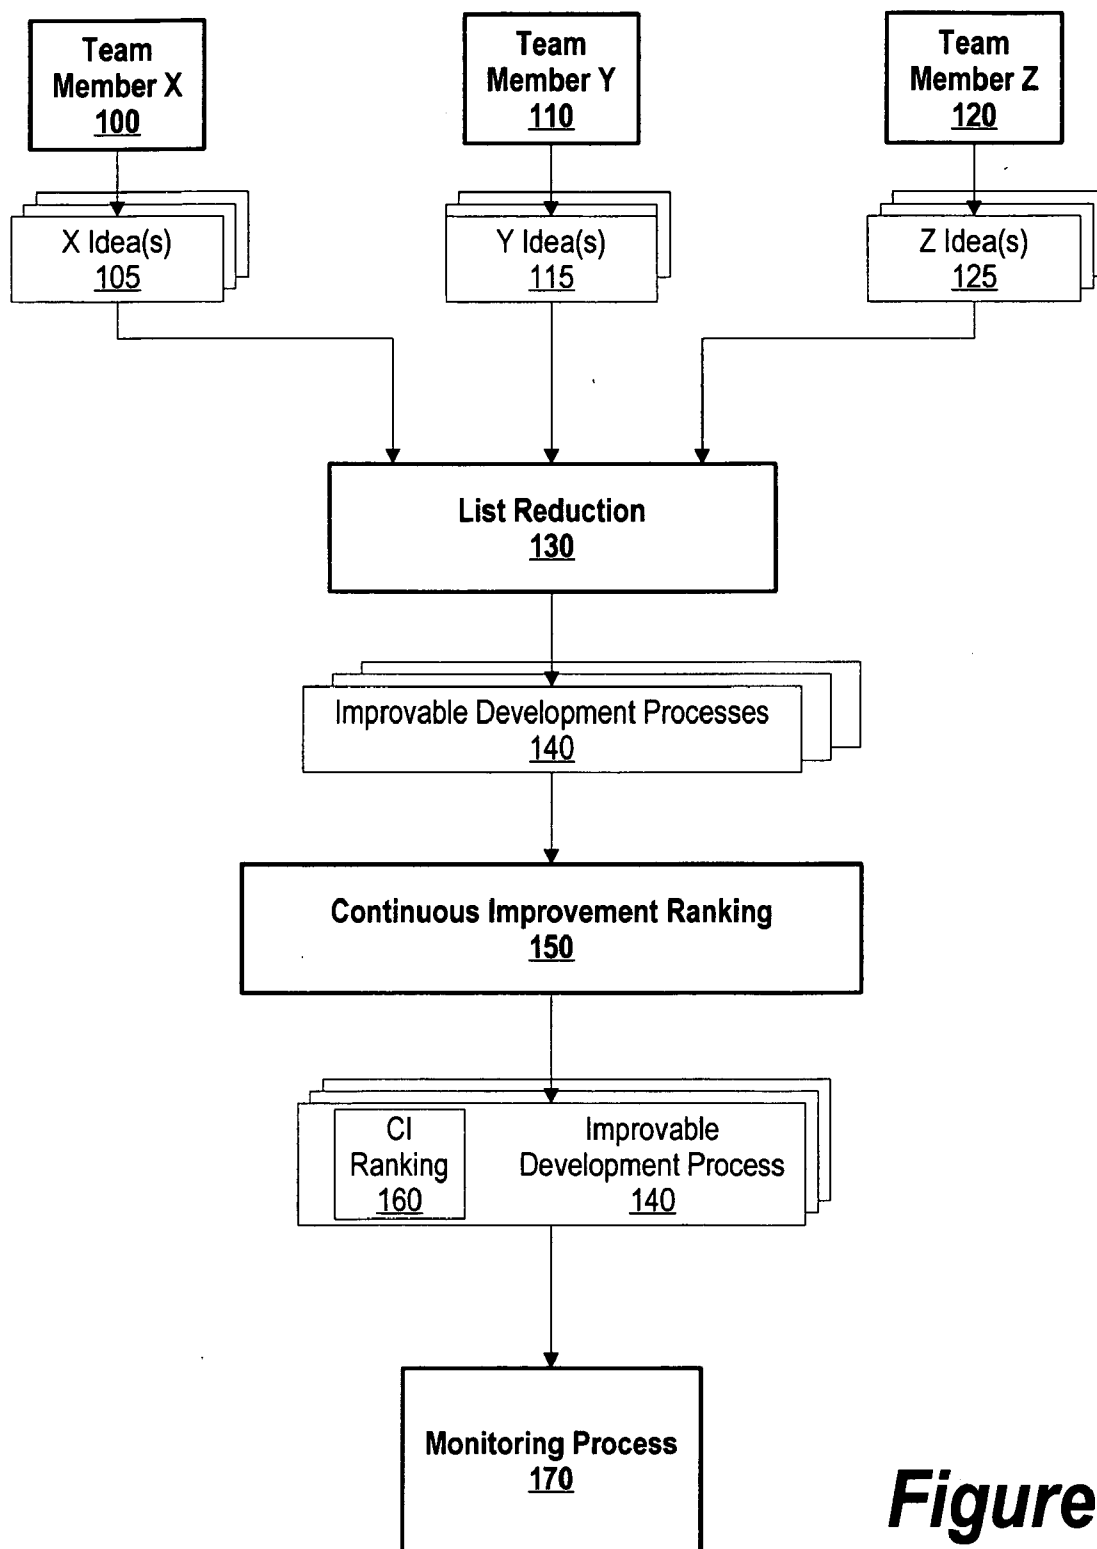 Team
Member X
100
Team
Member Y
110
Team
Member Z
120
X Idea(s)
105
Y Idea(s)
115
Z Idea(s)
125
List Reduction
130
Improvable Development Processes
140
Continuous Improvement Ranking
150
CI
Ranking
160
Improvable
Development Process
140
Monitoring Process
170
Figure